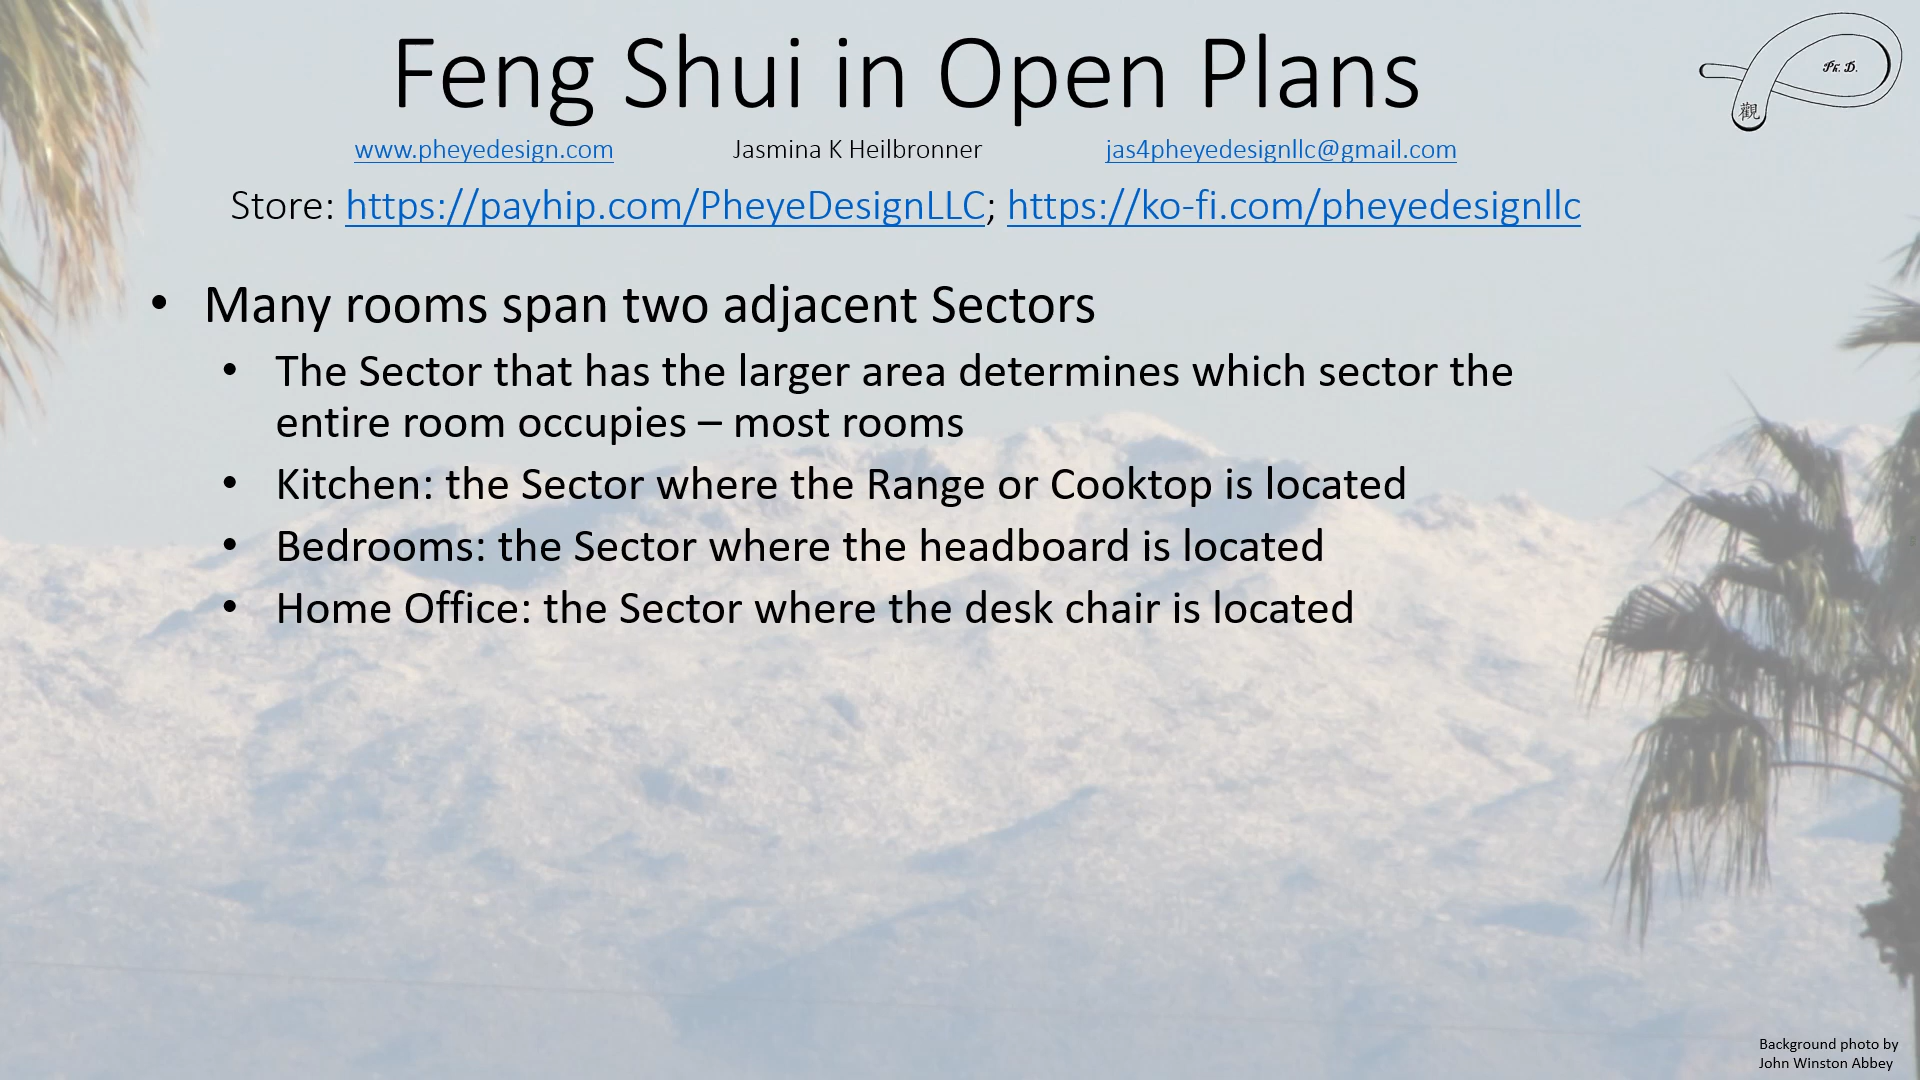 Feng Shui in Open Plans
Ph. D.
觀
www.pheyedesign.com Jasmina K Heilbronner jas4pheyedesignllc@gmail.com
Store: https://payhip.com/PheyeDesignLLC; https://ko-fi.com/pheyedesignllc
• Many rooms span two adjacent Sectors
• The Sector that has the larger area determines which sector the
entire room occupies – most rooms
• Kitchen: the Sector where the Range or Cooktop is located
• Bedrooms: the Sector where the headboard is located
• Home Office: the Sector where the desk chair is located
Background photo by
John Winston Abbey